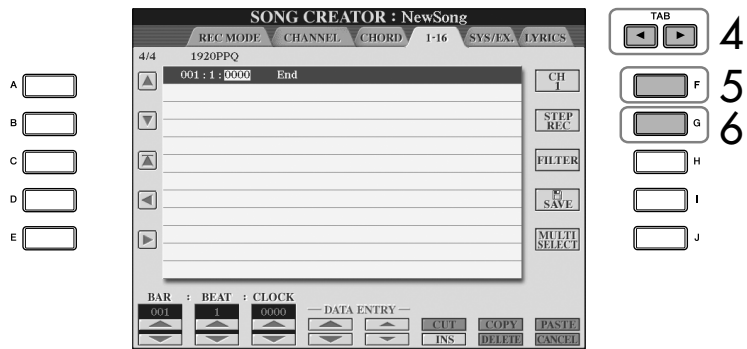 SONG CREATOR : NewSong
REC MODE CHANNEL CHORD 1-16 SYS/EX. LYRICS
4/4 1920PPQ
001 : 1 : 0000 End
CH
1
STEP
REC
FILTER
SAVE
MULTI
SELECT
BAR : BEAT : CLOCK
001 1 0000
DATA ENTRY
CUT COPY PASTE
INS DELETE CANCEL
A
B
C
D
E
TAB
4
F 5
G 6
H
I
J